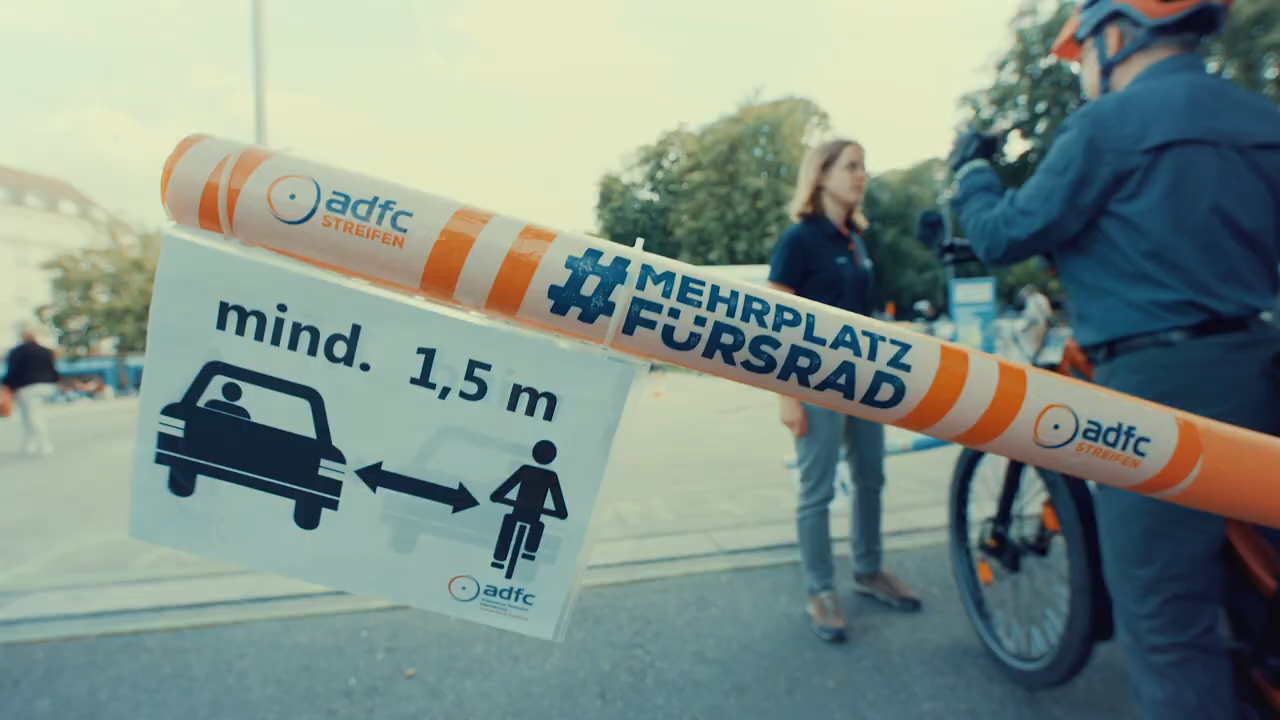 adfc
STREIFEN
#MEHRPLATZ
FÜRSRAD
adfc
STREIFEN
mind. 1,5 m
adfc